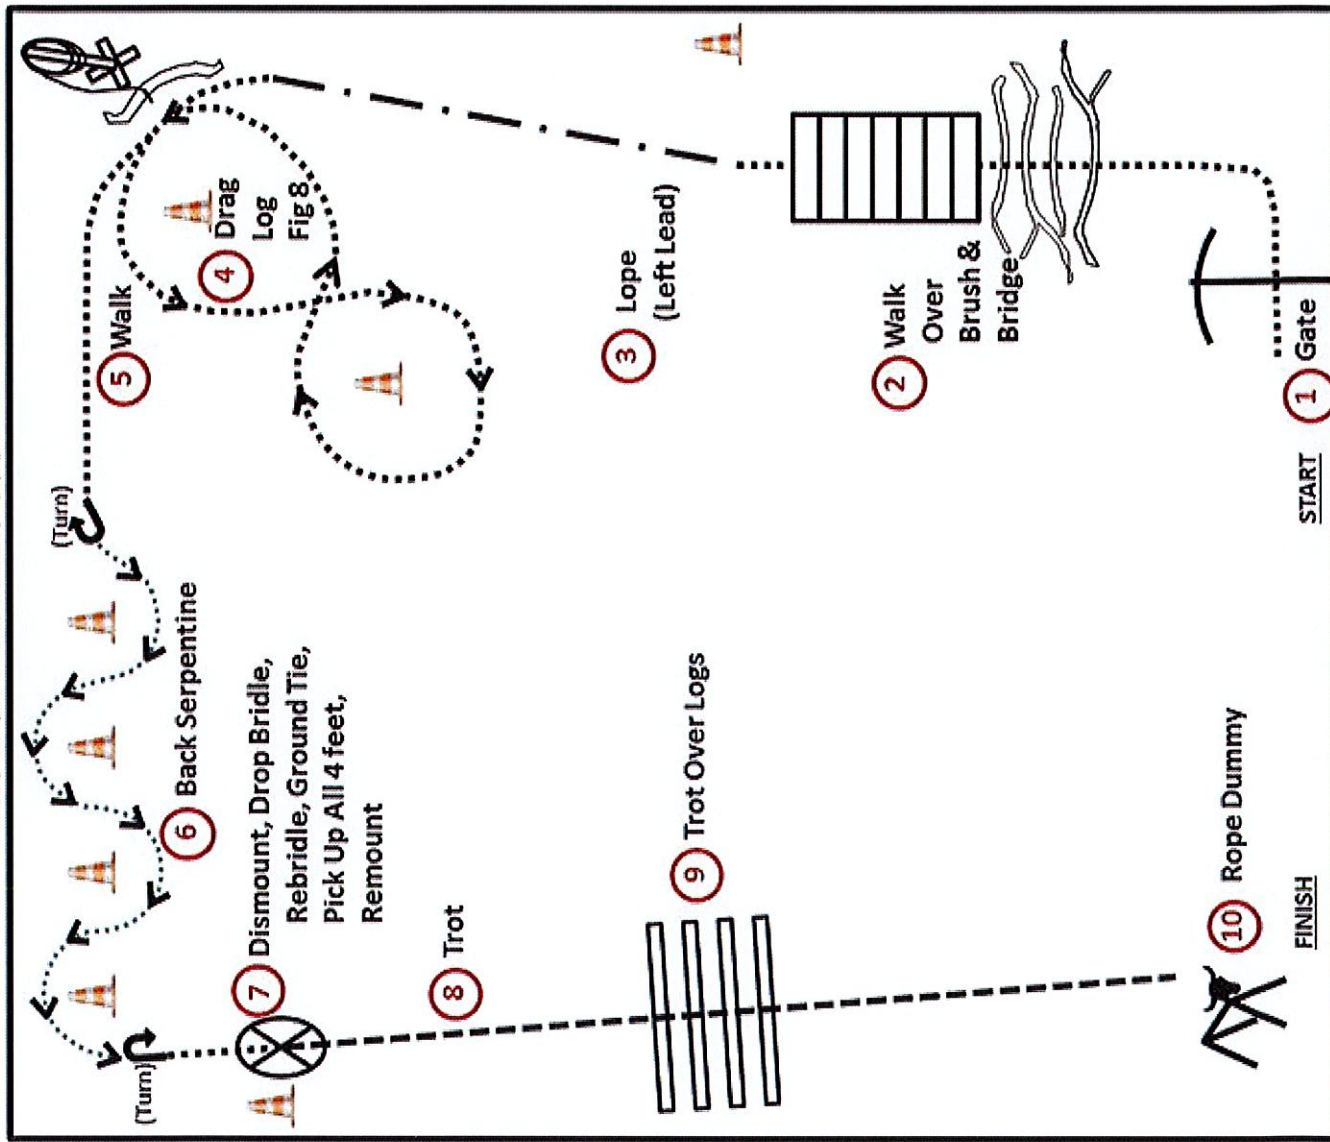 START
1 Gate
2 Walk
Over
Brush &
Bridge
3 Lope
(Left Lead)
4 Drag
Log
Fig 8
5 Walk
(Turn)
6 Back Serpentine
(Turn)
7 Dismount, Drop Bridle,
Rebridle, Ground Tie,
Pick Up All 4 feet,
Remount
8 Trot
9 Trot Over Logs
10 Rope Dummy
FINISH